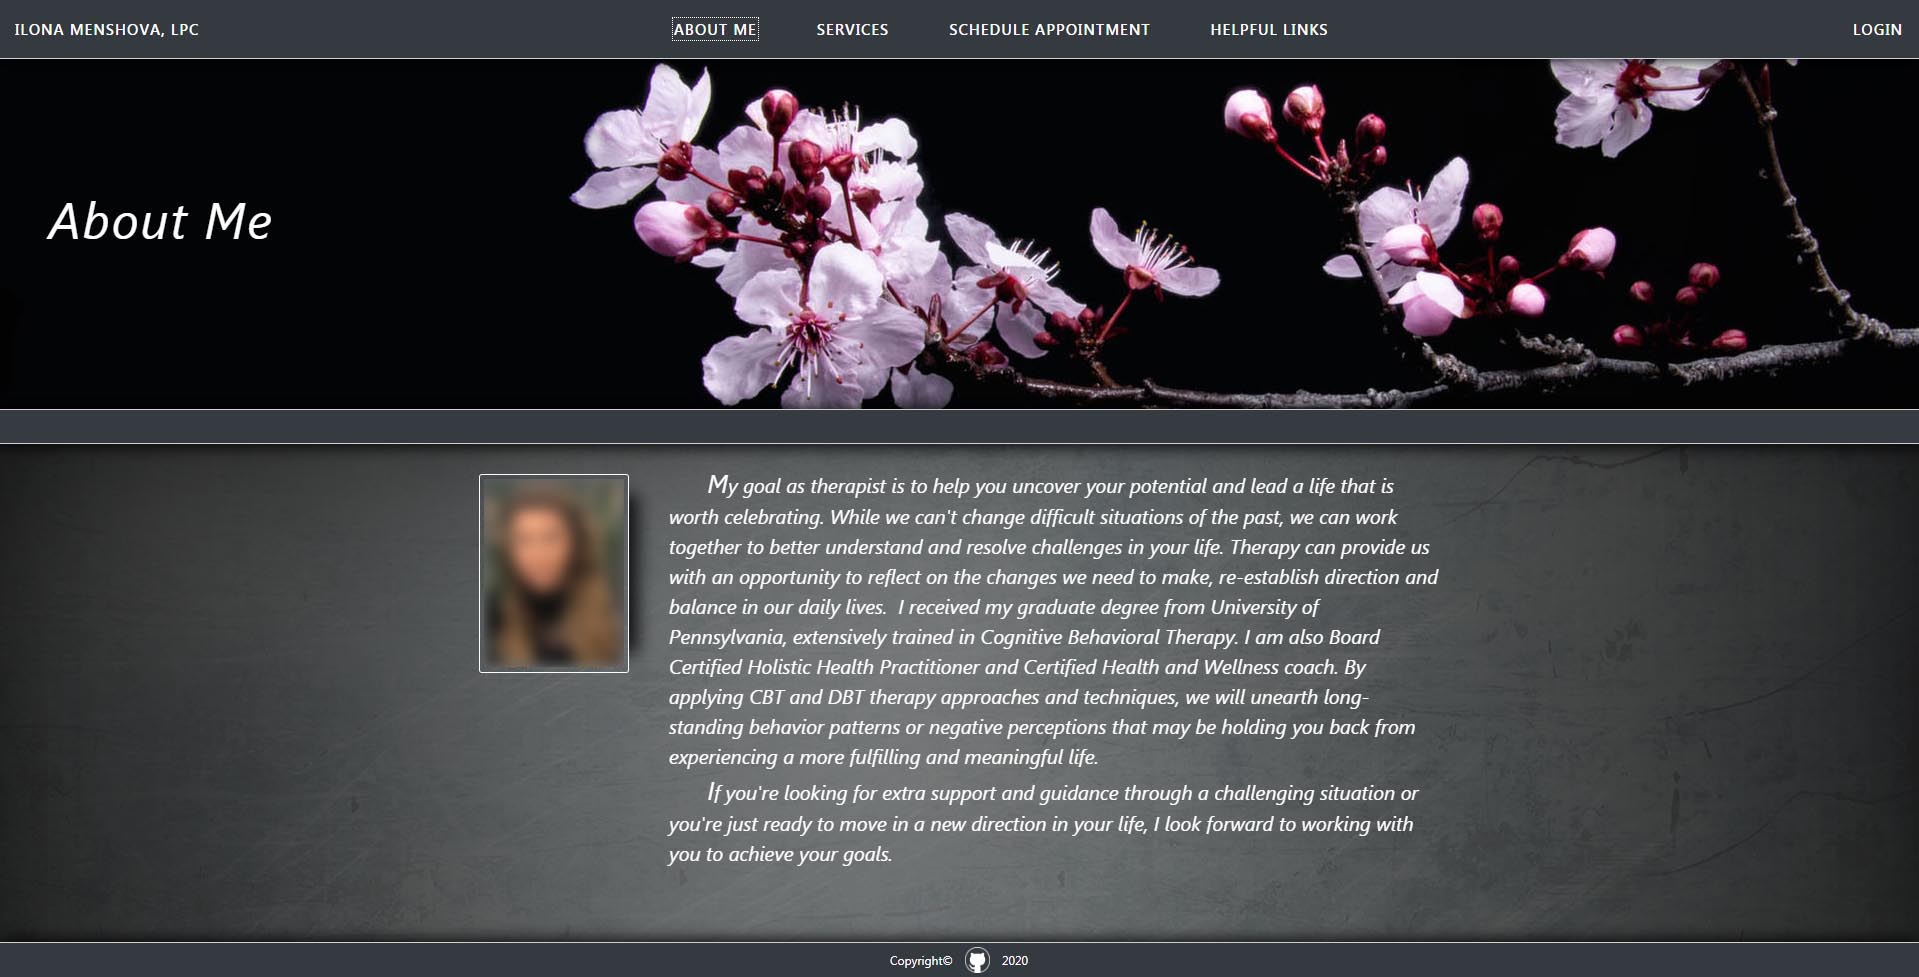 ILONA MENSHOVA, LPC
ABOUT ME
SERVICES
SCHEDULE APPOINTMENT
HELPFUL LINKS
LOGIN
About Me
My goal as therapist is to help you uncover your potential and lead a life that is
worth celebrating. While we can't change difficult situations of the past, we can work
together to better understand and resolve challenges in your life. Therapy can provide us
with an opportunity to reflect on the changes we need to make, re-establish direction and
balance in our daily lives.  I received my graduate degree from University of
Pennsylvania, extensively trained in Cognitive Behavioral Therapy. I am also Board
Certified Holistic Health Practitioner and Certified Health and Wellness coach. By
applying CBT and DBT therapy approaches and techniques, we will unearth long-
standing behavior patterns or negative perceptions that may be holding you back from
experiencing a more fulfilling and meaningful life.
If you're looking for extra support and guidance through a challenging situation or
you're just ready to move in a new direction in your life, I look forward to working with
you to achieve your goals.
Copyright© 2020